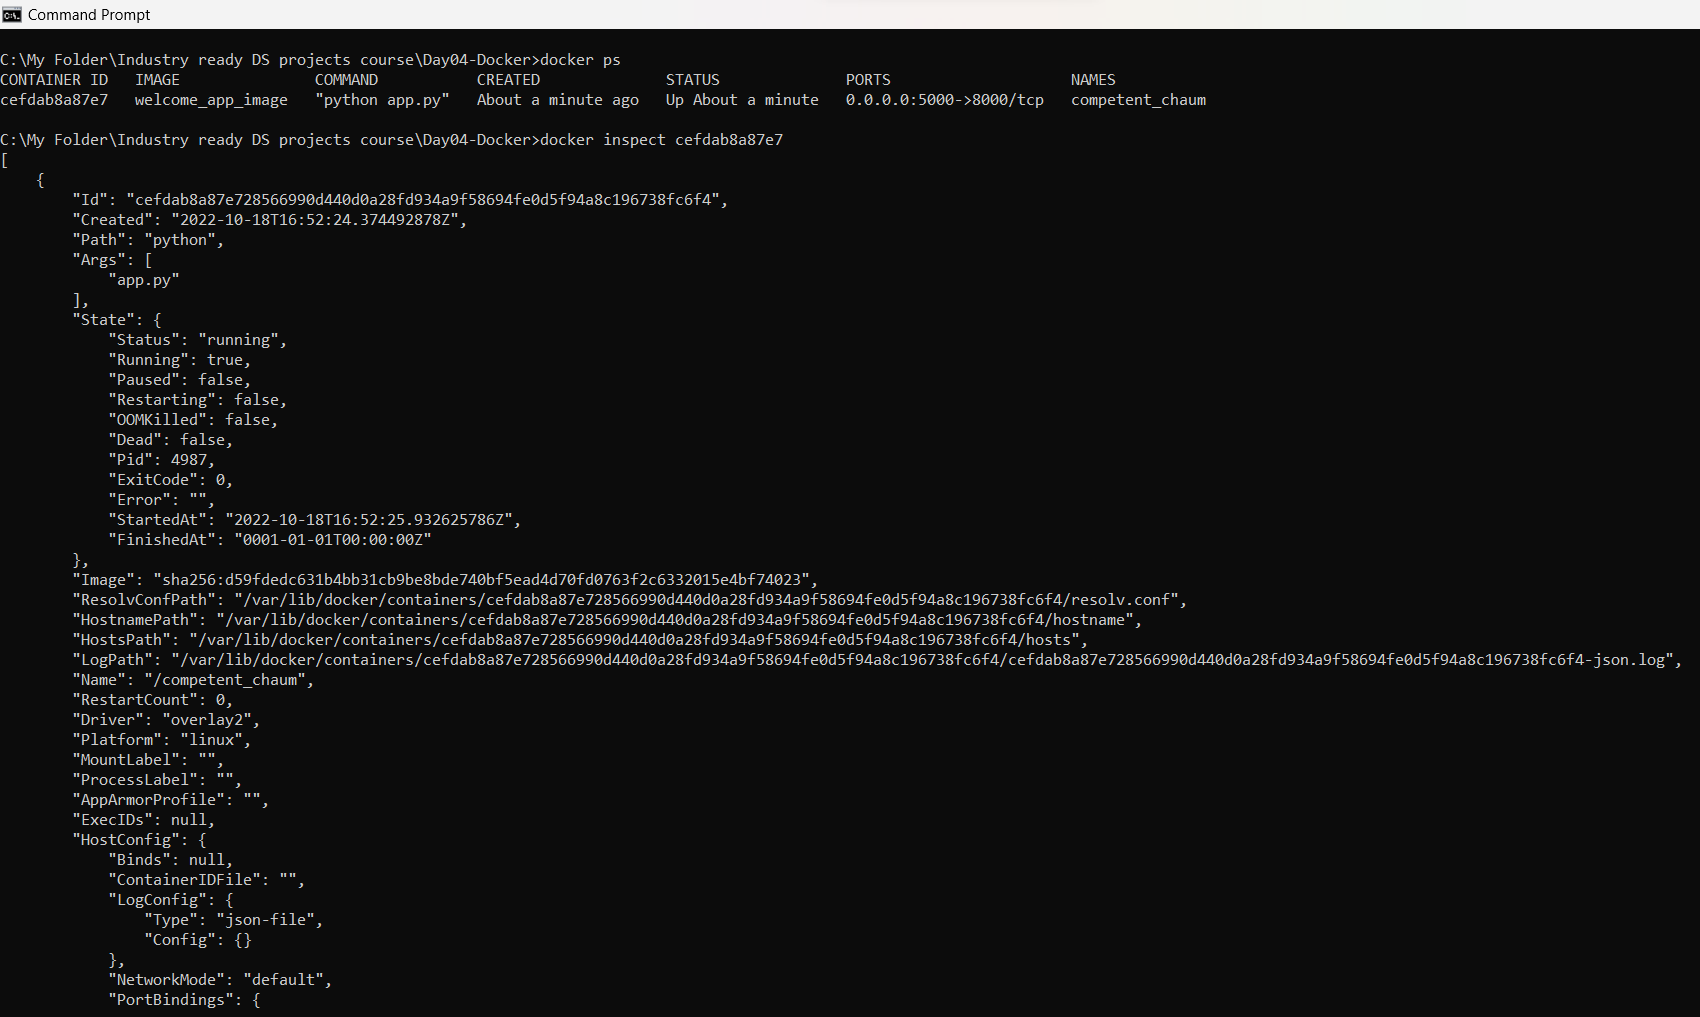 Command Prompt
C:\My Folder\Industry ready DS projects course\Day04-Docker>docker ps
CONTAINER ID   IMAGE               COMMAND           CREATED              STATUS              PORTS                    NAMES
cefdab8a87e7   welcome_app_image   "python app.py"   About a minute ago   Up About a minute   0.0.0.0:5000->8000/tcp   competent_chaum
C:\My Folder\Industry ready DS projects course\Day04-Docker>docker inspect cefdab8a87e7
[
    {
        "Id": "cefdab8a87e728566990d440d0a28fd934a9f58694fe0d5f94a8c196738fc6f4",
        "Created": "2022-10-18T16:52:24.374492878Z",
        "Path": "python",
        "Args": [
            "app.py"
        ],
        "State": {
            "Status": "running",
            "Running": true,
            "Paused": false,
            "Restarting": false,
            "OOMKilled": false,
            "Dead": false,
            "Pid": 4987,
            "ExitCode": 0,
            "Error": "",
            "StartedAt": "2022-10-18T16:52:25.932625786Z",
            "FinishedAt": "0001-01-01T00:00:00Z"
        },
        "Image": "sha256:d59fdedc631b4bb31cb9be8bde740bf5ead4d70fd0763f2c6332015e4bf74023",
        "ResolvConfPath": "/var/lib/docker/containers/cefdab8a87e728566990d440d0a28fd934a9f58694fe0d5f94a8c196738fc6f4/resolv.conf",
        "HostnamePath": "/var/lib/docker/containers/cefdab8a87e728566990d440d0a28fd934a9f58694fe0d5f94a8c196738fc6f4/hostname",
        "HostsPath": "/var/lib/docker/containers/cefdab8a87e728566990d440d0a28fd934a9f58694fe0d5f94a8c196738fc6f4/hosts",
        "LogPath": "/var/lib/docker/containers/cefdab8a87e728566990d440d0a28fd934a9f58694fe0d5f94a8c196738fc6f4/cefdab8a87e728566990d440d0a28fd934a9f58694fe0d5f94a8c196738fc6f4-json.log",
        "Name": "/competent_chaum",
        "RestartCount": 0,
        "Driver": "overlay2",
        "Platform": "linux",
        "MountLabel": "",
        "ProcessLabel": "",
        "AppArmorProfile": "",
        "ExecIDs": null,
        "HostConfig": {
            "Binds": null,
            "ContainerIDFile": "",
            "LogConfig": {
                "Type": "json-file",
                "Config": {}
            },
            "NetworkMode": "default",
            "PortBindings": {